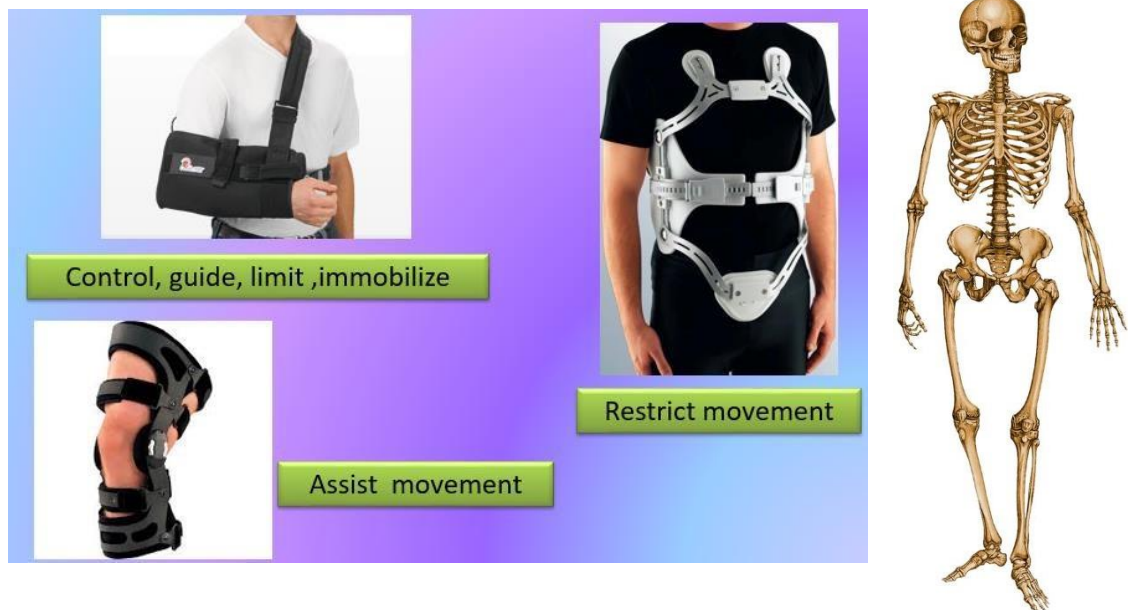 Control, guide, limit ,immobilize
Restrict movement
Assist  movement